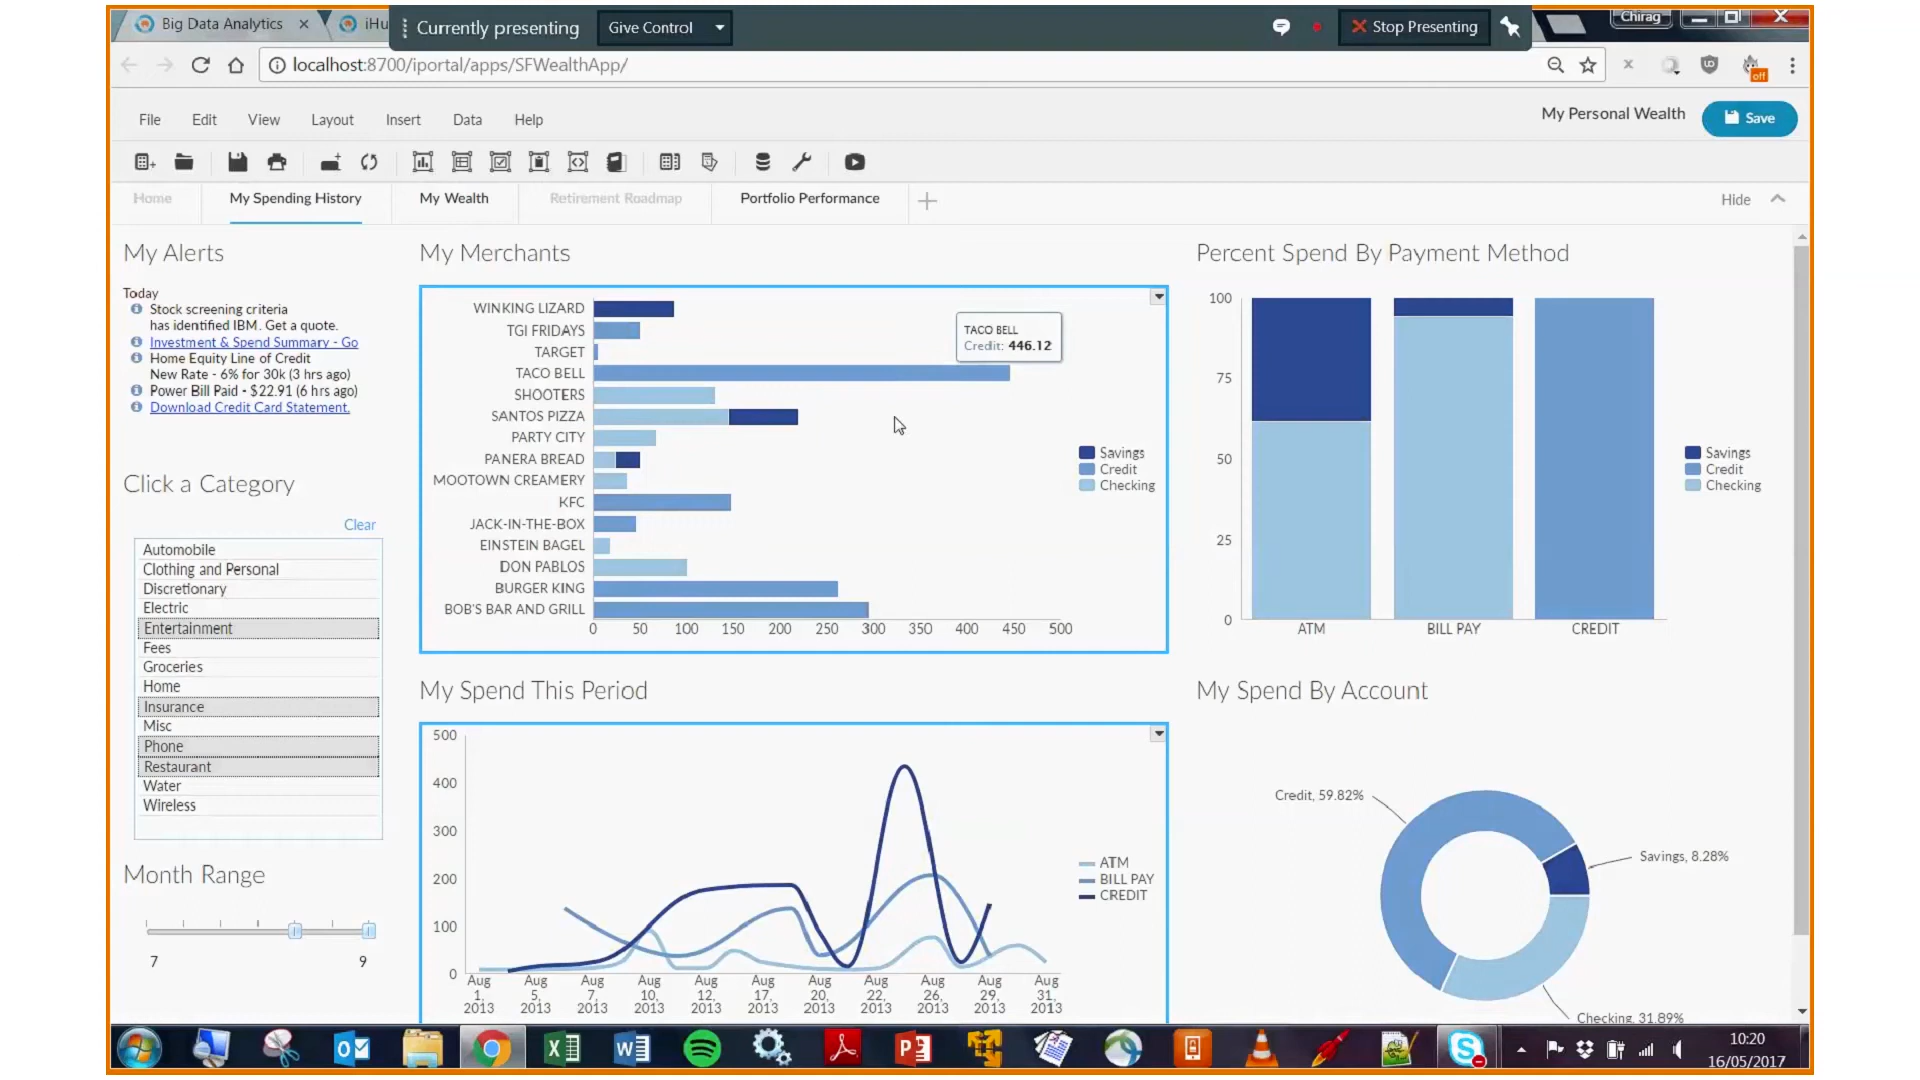 Big Data Analytics
iHu
Currently presenting
Give Control
Stop Presenting
Chirag
localhost:8700/iportal/apps/SFWealthApp/
off
File
Edit
View
Layout
Insert
Data
Help
My Personal Wealth
Save
Home
My Spending History
My Wealth
Retirement Roadmap
Portfolio Performance
Hide
My Alerts
Today
Stock screening criteria
has identified IBM. Get a quote.
Investment & Spend Summary - Go
Home Equity Line of Credit
New Rate - 6% for 30k (3 hrs ago)
Power Bill Paid - $22.91 (6 hrs ago)
Download Credit Card Statement.
Click a Category
Clear
Automobile
Clothing and Personal
Discretionary
Electric
Entertainment
Fees
Groceries
Home
Insurance
Misc
Phone
Restaurant
Water
Wireless
Month Range
7
9
My Merchants
WINKING LIZARD
TGI FRIDAYS
TARGET
TACO BELL
SHOOTERS
SANTOS PIZZA
PARTY CITY
PANERA BREAD
MOOTOWN CREAMERY
KFC
JACK-IN-THE-BOX
EINSTEIN BAGEL
DON PABLOS
BURGER KING
BOB'S BAR AND GRILL
0 50 100 150 200 250 300 350 400 450 500
TACO BELL
Credit: 446.12
Savings
Credit
Checking
Percent Spend By Payment Method
100
75
50
25
0
ATM
BILL PAY
CREDIT
Savings
Credit
Checking
My Spend This Period
500
400
300
200
100
0
Aug Aug Aug Aug Aug Aug Aug Aug Aug Aug Aug
1, 5, 7, 10, 12, 17, 20, 22, 26, 29, 31,
2013 2013 2013 2013 2013 2013 2013 2013 2013 2013 2013
ATM
BILL PAY
CREDIT
My Spend By Account
Credit, 59.82%
Savings, 8.28%
Checking, 31.89%
10:20
16/05/2017